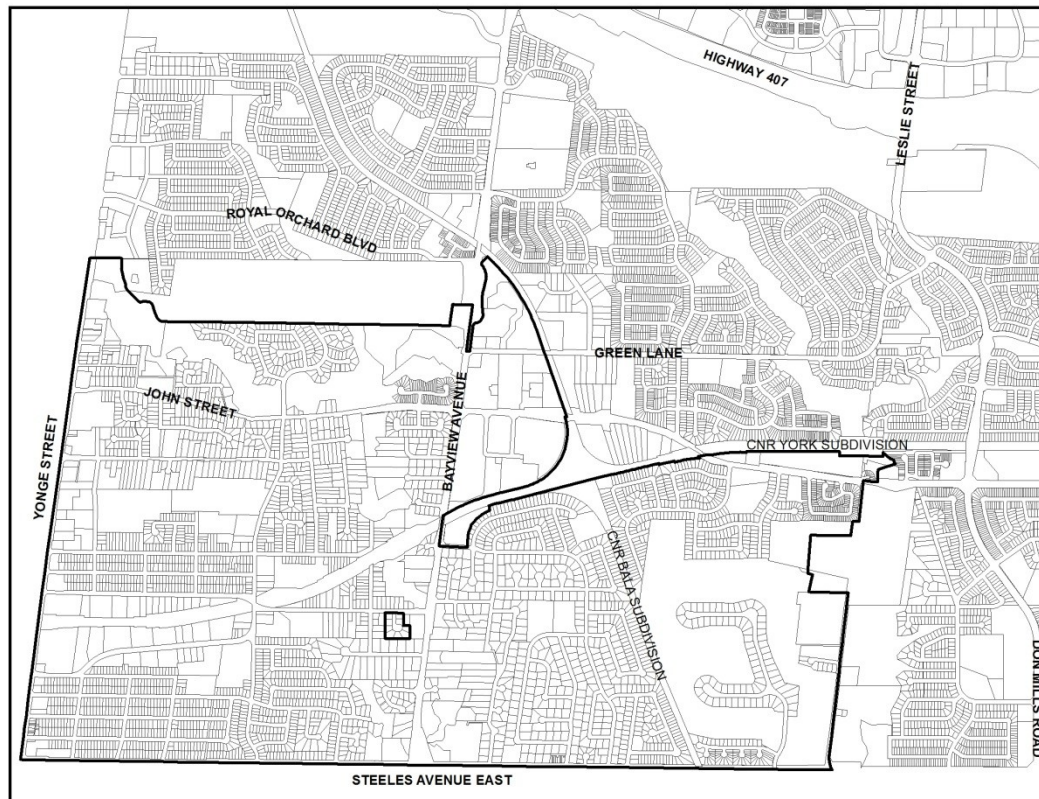 HIGHWAY 407
LESLIE STREET
ROYAL ORCHARD BLVD
GREEN LANE
JOHN STREET
BAYVIEW AVENUE
YONGE STREET
CNR YORK SUBDIVISION
CNR BALA SUBDIVISION
DON MILLS ROAD
STEELES AVENUE EAST